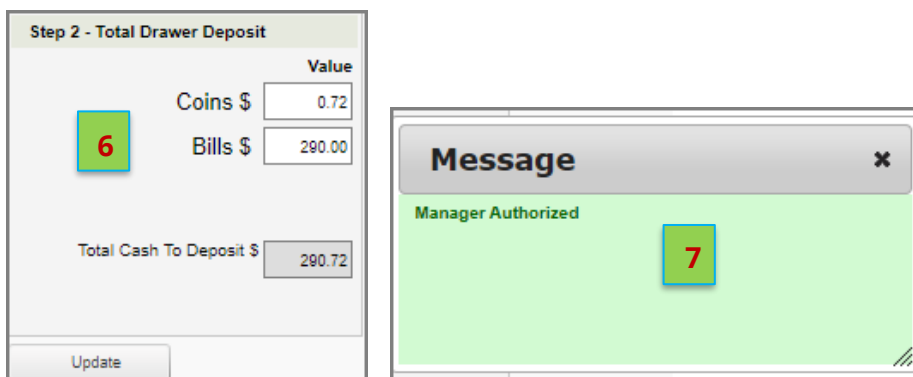 Step 2 - Total Drawer Deposit
Value
Coins $ 0.72
6
Bills $ 290.00
Total Cash To Deposit $ 290.72
Update
Message ✖
Manager Authorized
7